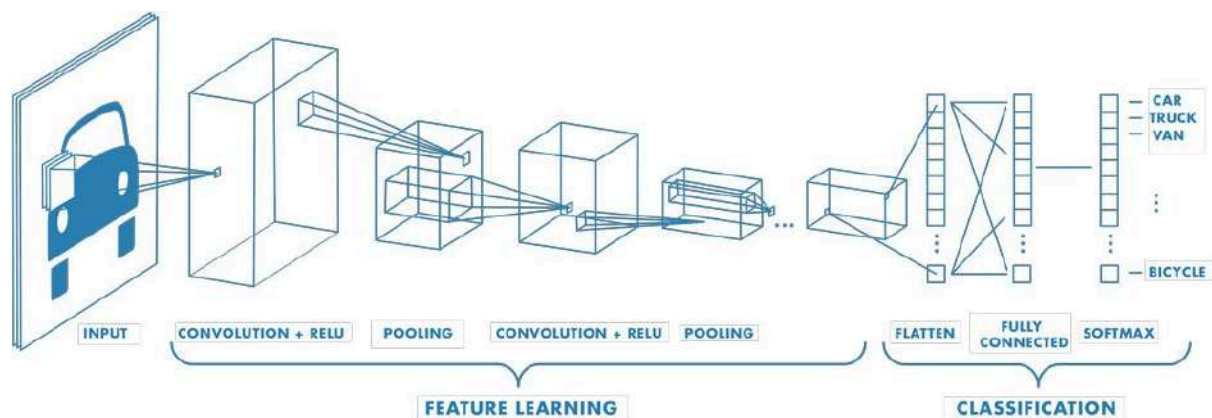 CAR
TRUCK
VAN
BICYCLE
INPUT
CONVOLUTION + RELU
POOLING
CONVOLUTION + RELU
POOLING
FLATTEN
FULLY
CONNECTED
SOFTMAX
FEATURE LEARNING
CLASSIFICATION